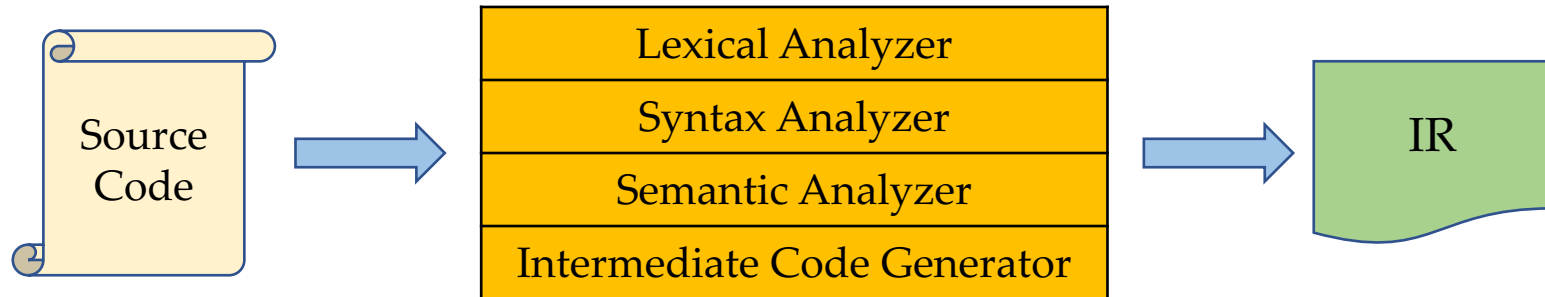 Source
Code
Lexical Analyzer
Syntax Analyzer
Semantic Analyzer
Intermediate Code Generator
IR